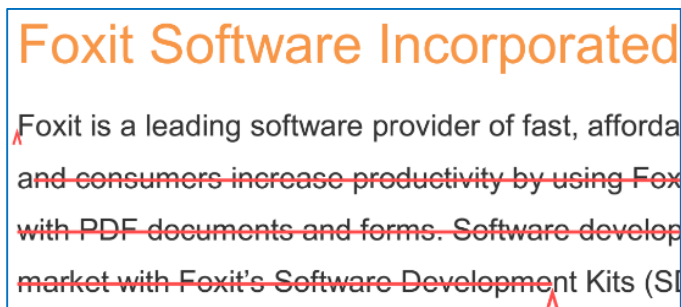 Foxit Software Incorporated
Foxit is a leading software provider of fast, afforda
and consumers increase productivity by using Fox
with PDF documents and forms. Software develop
market with Foxit's Software Development Kits (SD